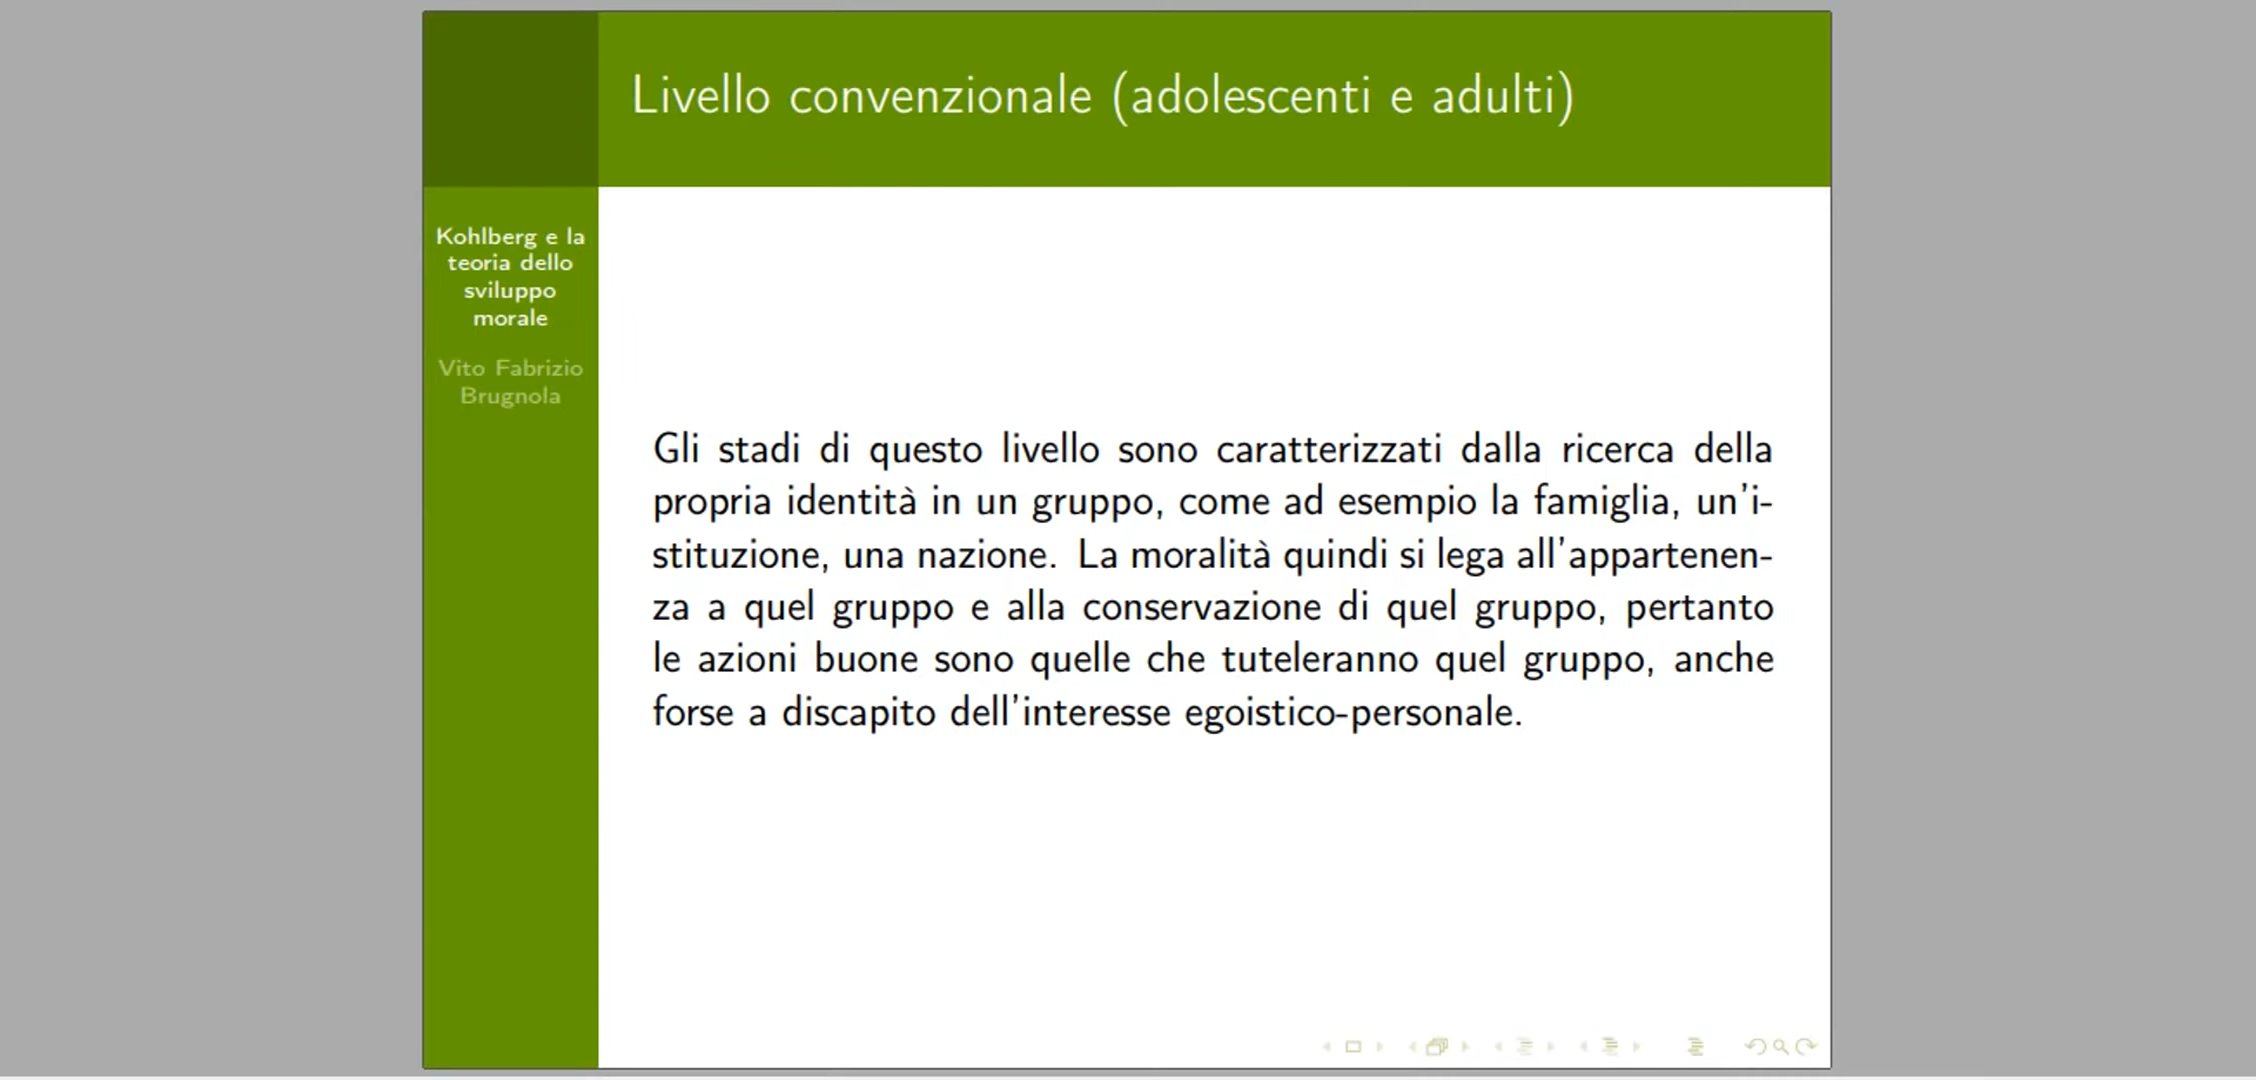 Livello convenzionale (adolescenti e adulti)
Kohlberg e la
teoria dello
sviluppo
morale
Vito Fabrizio
Brugnola
Gli stadi di questo livello sono caratterizzati dalla ricerca della
propria identità in un gruppo, come ad esempio la famiglia, un'i-
stituzione, una nazione. La moralità quindi si lega all'appartenen-
za a quel gruppo e alla conservazione di quel gruppo, pertanto
le azioni buone sono quelle che tuteleranno quel gruppo, anche
forse a discapito dell'interesse egoistico-personale.